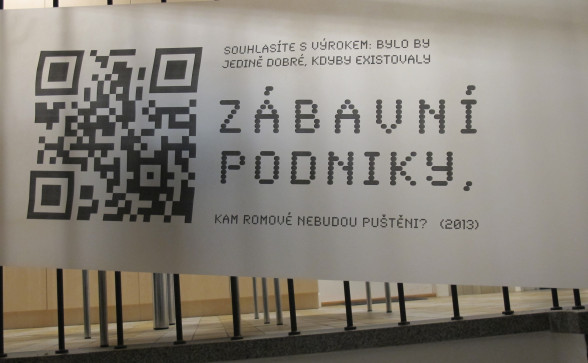 SOUHLASÍTE S VÝROKEM: BYLO BY
JEDINĚ DOBRÉ, KDYBY EXISTOVALY
ZÁBAVNÍ
PODNIKY,
KAM ROMOVÉ NEBUDOU PUŠTĚNI? (2013)